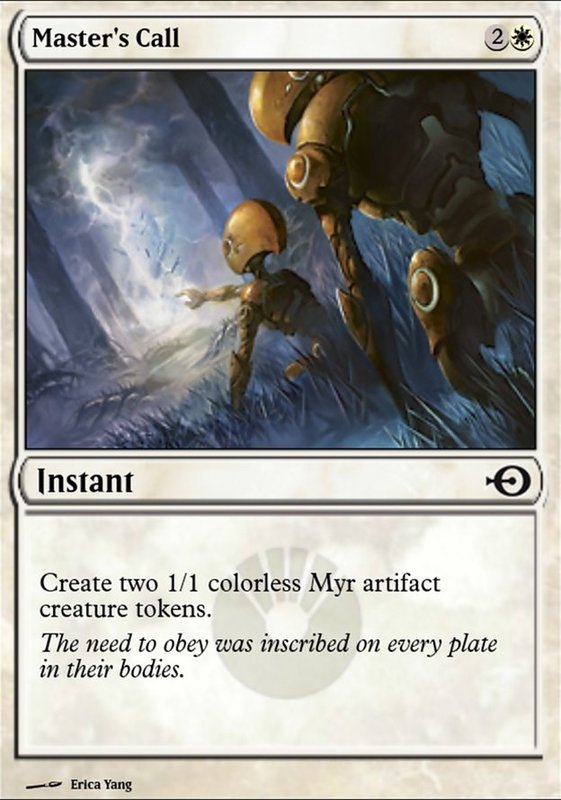 Master's Call
2
Instant
Create two 1/1 colorless Myr artifact
creature tokens.
The need to obey was inscribed on every plate
in their bodies.
Erica Yang